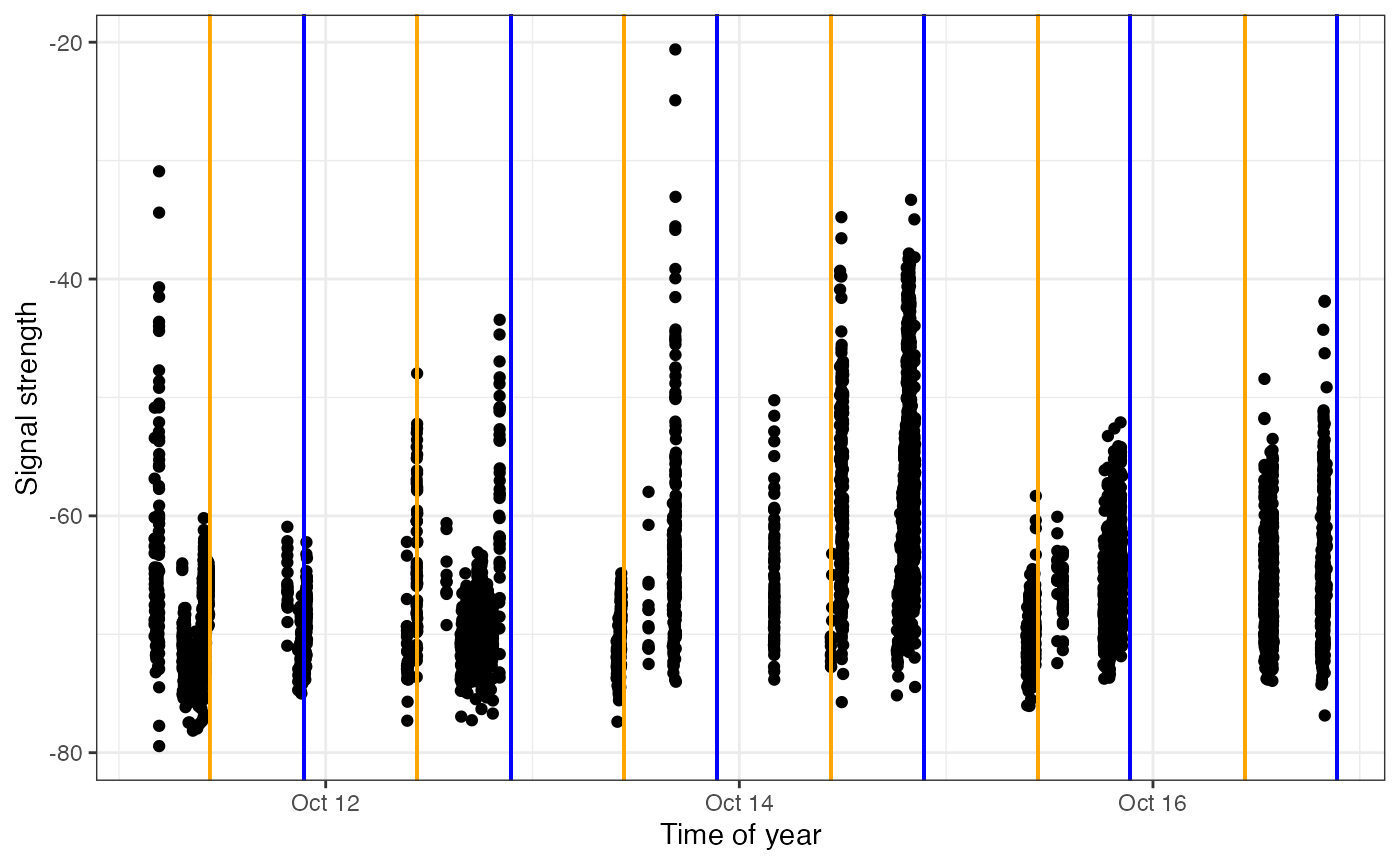 -20
-40
-60
-80
Signal strength
Oct 12
Oct 14
Oct 16
Time of year